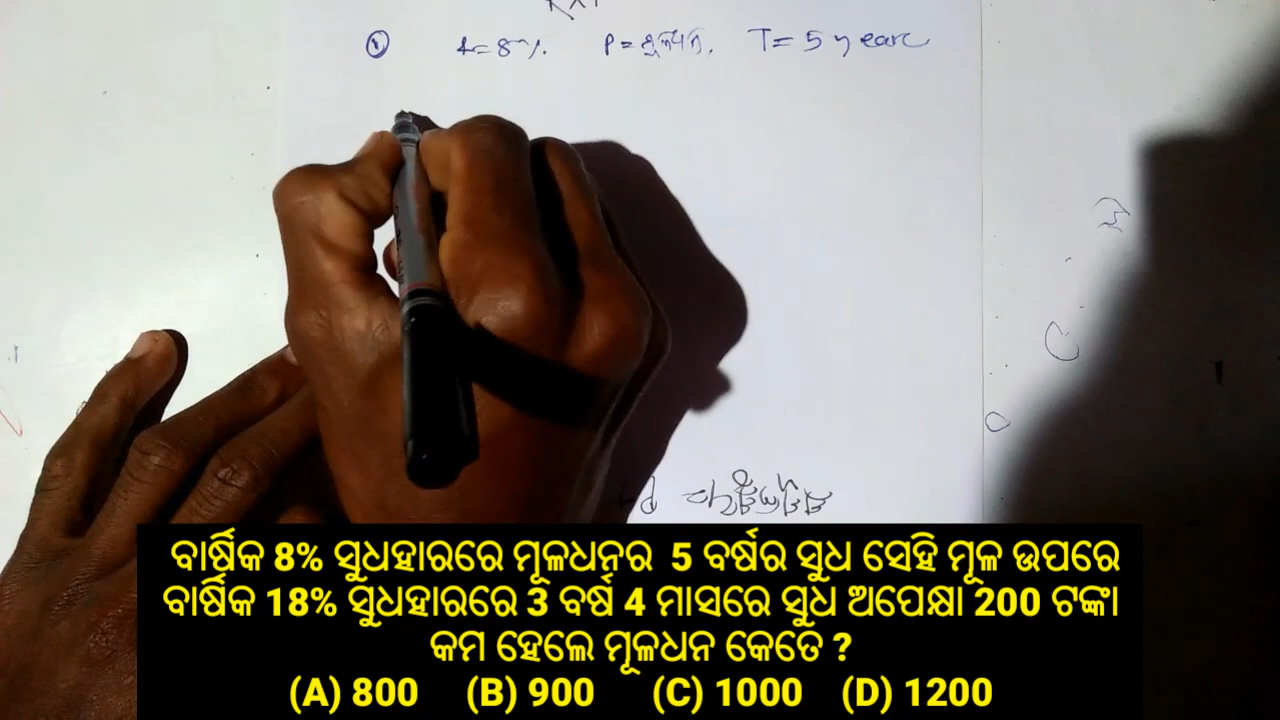 ① r=8%. P=ମୂଳଧନ. T= 5 year
ବାର୍ଷିକ 8% ସୁଧହାରରେ ମୂଳଧନର 5 ବର୍ଷର ସୁଧ ସେହି ମୂଳ ଉପରେ
ବାର୍ଷିକ 18% ସୁଧହାରରେ 3 ବର୍ଷ 4 ମାସରେ ସୁଧ ଅପେକ୍ଷା 200 ଟଙ୍କା
କମ ହେଲେ ମୂଳଧନ କେତେ ?
(A) 800 (B) 900 (C) 1000 (D) 1200